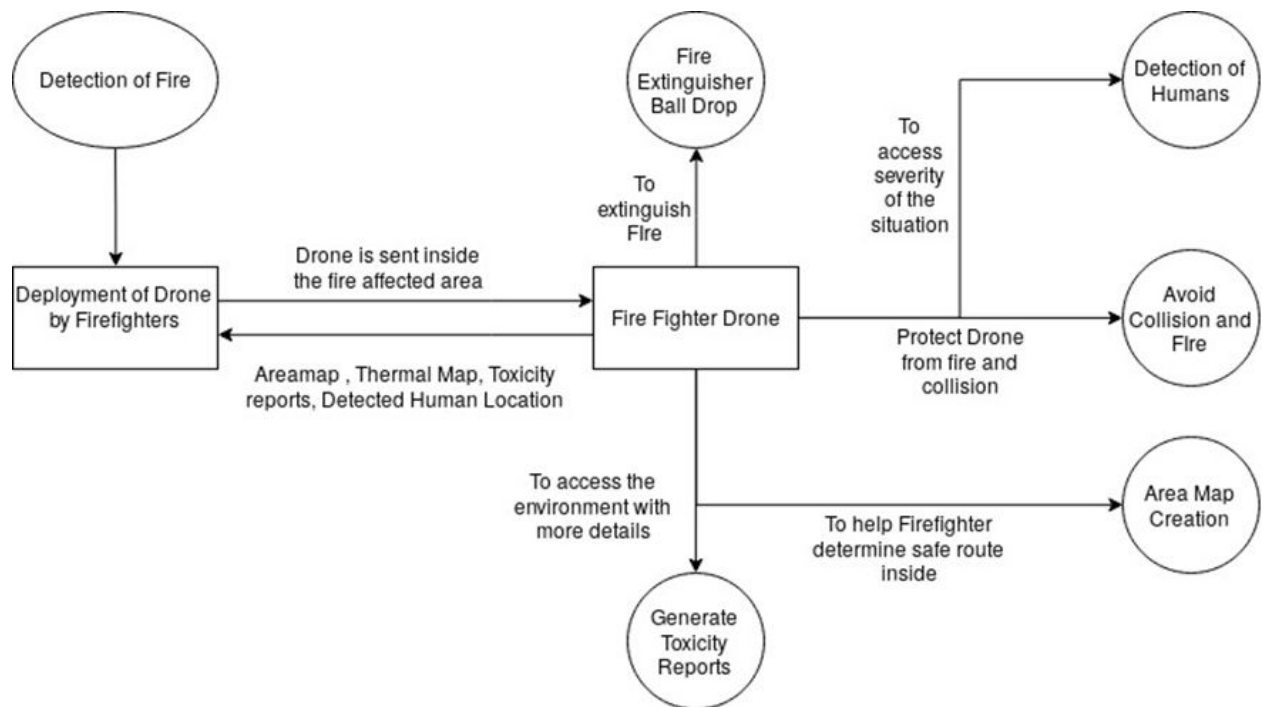 Detection of Fire
Fire
Extinguisher
Ball Drop
Detection of
Humans
To
access
severity
of the
situation
To
extinguish
FIre
Drone is sent inside
the fire affected area
Deployment of Drone
by Firefighters
Fire Fighter Drone
Avoid
Collision and
FIre
Protect Drone
from fire and
collision
Areamap , Thermal Map, Toxicity
reports, Detected Human Location
To access the
environment with
more details
Area Map
Creation
To help Firefighter
determine safe route
inside
Generate
Toxicity
Reports